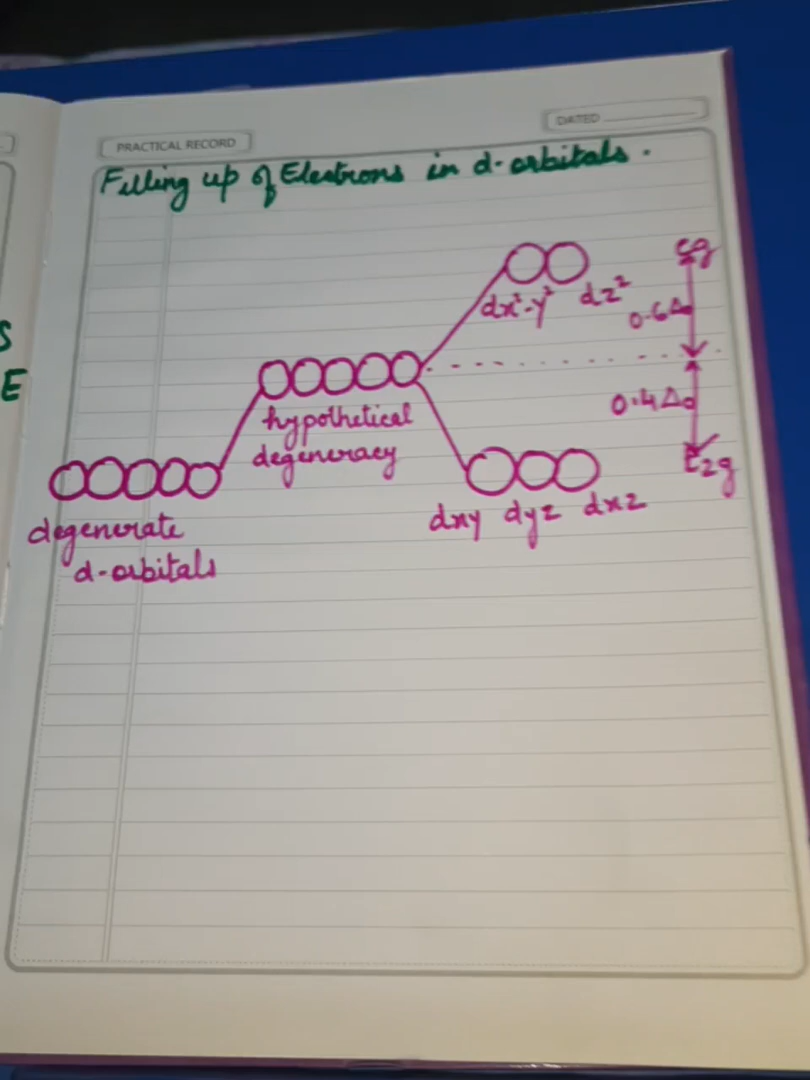 PRACTICAL RECORD
DATED
Filling up of Electrons in d-orbitals.
eg
dx²-y² dz²
0.6Δo
S
E
hypothetical
degeneracy
0.4Δo
t2g
dxy dyz dxz
degenerate
d-orbitals